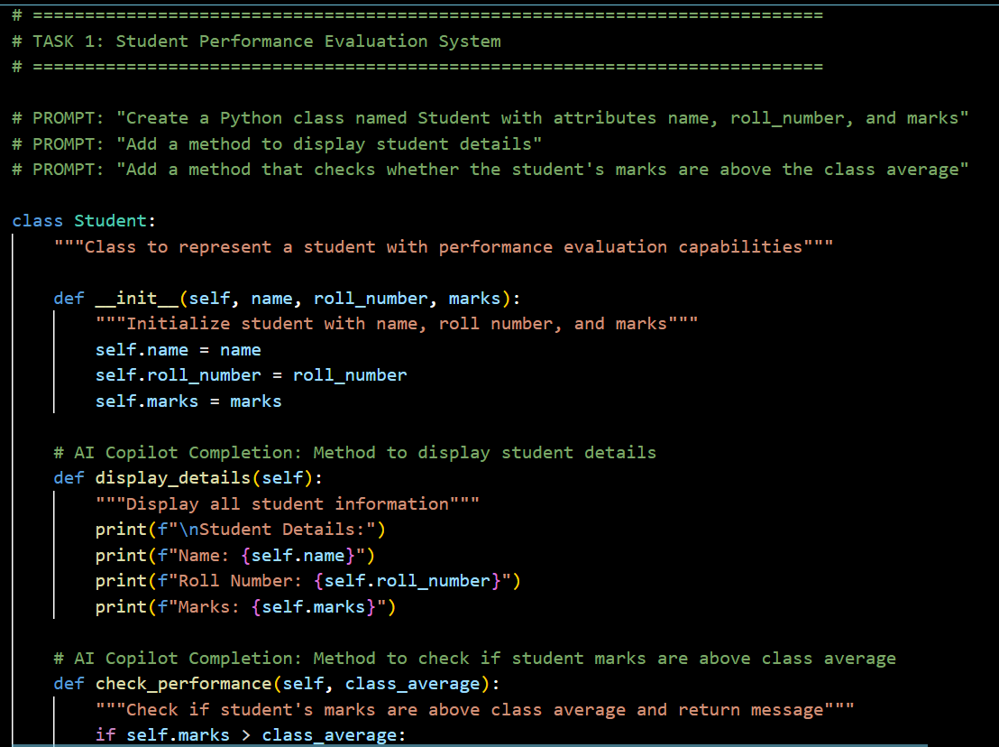 # ============================================================================
# TASK 1: Student Performance Evaluation System
# ============================================================================
# PROMPT: "Create a Python class named Student with attributes name, roll_number, and marks"
# PROMPT: "Add a method to display student details"
# PROMPT: "Add a method that checks whether the student's marks are above the class average"
class Student:
    """Class to represent a student with performance evaluation capabilities"""
    def __init__(self, name, roll_number, marks):
        """Initialize student with name, roll number, and marks"""
        self.name = name
        self.roll_number = roll_number
        self.marks = marks
    # AI Copilot Completion: Method to display student details
    def display_details(self):
        """Display all student information"""
        print(f"\nStudent Details:")
        print(f"Name: {self.name}")
        print(f"Roll Number: {self.roll_number}")
        print(f"Marks: {self.marks}")
    # AI Copilot Completion: Method to check if student marks are above class average
    def check_performance(self, class_average):
        """Check if student's marks are above class average and return message"""
        if self.marks > class_average: